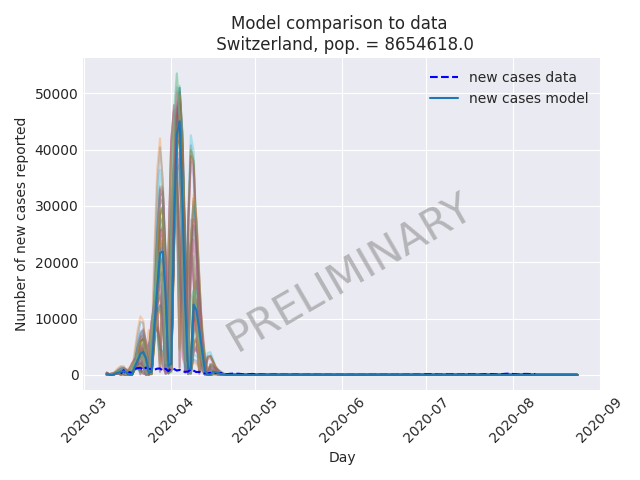 Model comparison to data
Switzerland, pop. = 8654618.0
new cases data
new cases model
Number of new cases reported
50000
40000
30000
20000
10000
0
PRELIMINARY
2020-03
2020-04
2020-05
2020-06
2020-07
2020-08
2020-09
Day